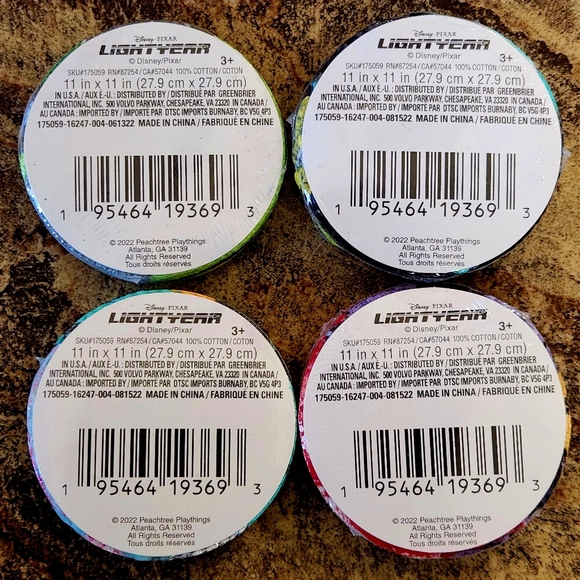 Disney · PIXAR
LIGHTYEAR
© Disney/Pixar
3+
SKU#175059 RN#87254 / CA#57044 100% COTTON / COTON
11 in x 11 in (27.9 cm x 27.9 cm)
IN U.S.A. / AUX É.-U. : DISTRIBUTED BY / DISTRIBUÉ PAR GREENBRIER
INTERNATIONAL, INC. 500 VOLVO PARKWAY, CHESAPEAKE, VA 23320 IN CANADA /
AU CANADA : IMPORTED BY / IMPORTÉ PAR DTSC IMPORTS BURNABY, BC V5G 4P3
175059-16247-004-061322 MADE IN CHINA / FABRIQUÉ EN CHINE
1 95464 19369 3
© 2022 Peachtree Playthings
Atlanta, GA 31139
All Rights Reserved
Tous droits réservés
Disney · PIXAR
LIGHTYEAR
© Disney/Pixar
3+
SKU#175059 RN#87254 / CA#57044 100% COTTON / COTON
11 in x 11 in (27.9 cm x 27.9 cm)
IN U.S.A. / AUX É.-U. : DISTRIBUTED BY / DISTRIBUÉ PAR GREENBRIER
INTERNATIONAL, INC. 500 VOLVO PARKWAY, CHESAPEAKE, VA 23320 IN CANADA /
AU CANADA : IMPORTED BY / IMPORTÉ PAR DTSC IMPORTS BURNABY, BC V5G 4P3
175059-16247-004-081522 MADE IN CHINA / FABRIQUÉ EN CHINE
1 95464 19369 3
© 2022 Peachtree Playthings
Atlanta, GA 31139
All Rights Reserved
Tous droits réservés
Disney · PIXAR
LIGHTYEAR
© Disney/Pixar
3+
SKU#175059 RN#87254 / CA#57044 100% COTTON / COTON
11 in x 11 in (27.9 cm x 27.9 cm)
IN U.S.A. / AUX É.-U. : DISTRIBUTED BY / DISTRIBUÉ PAR GREENBRIER
INTERNATIONAL, INC. 500 VOLVO PARKWAY, CHESAPEAKE, VA 23320 IN CANADA /
AU CANADA : IMPORTED BY / IMPORTÉ PAR DTSC IMPORTS BURNABY, BC V5G 4P3
175059-16247-004-081522 MADE IN CHINA / FABRIQUÉ EN CHINE
1 95464 19369 3
© 2022 Peachtree Playthings
Atlanta, GA 31139
All Rights Reserved
Tous droits réservés
Disney · PIXAR
LIGHTYEAR
© Disney/Pixar
3+
SKU#175059 RN#87254 / CA#57044 100% COTTON / COTON
11 in x 11 in (27.9 cm x 27.9 cm)
IN U.S.A. / AUX É.-U. : DISTRIBUTED BY / DISTRIBUÉ PAR GREENBRIER
INTERNATIONAL, INC. 500 VOLVO PARKWAY, CHESAPEAKE, VA 23320 IN CANADA /
AU CANADA : IMPORTED BY / IMPORTÉ PAR DTSC IMPORTS BURNABY, BC V5G 4P3
175059-16247-004-081522 MADE IN CHINA / FABRIQUÉ EN CHINE
1 95464 19369 3
© 2022 Peachtree Playthings
Atlanta, GA 31139
All Rights Reserved
Tous droits réservés